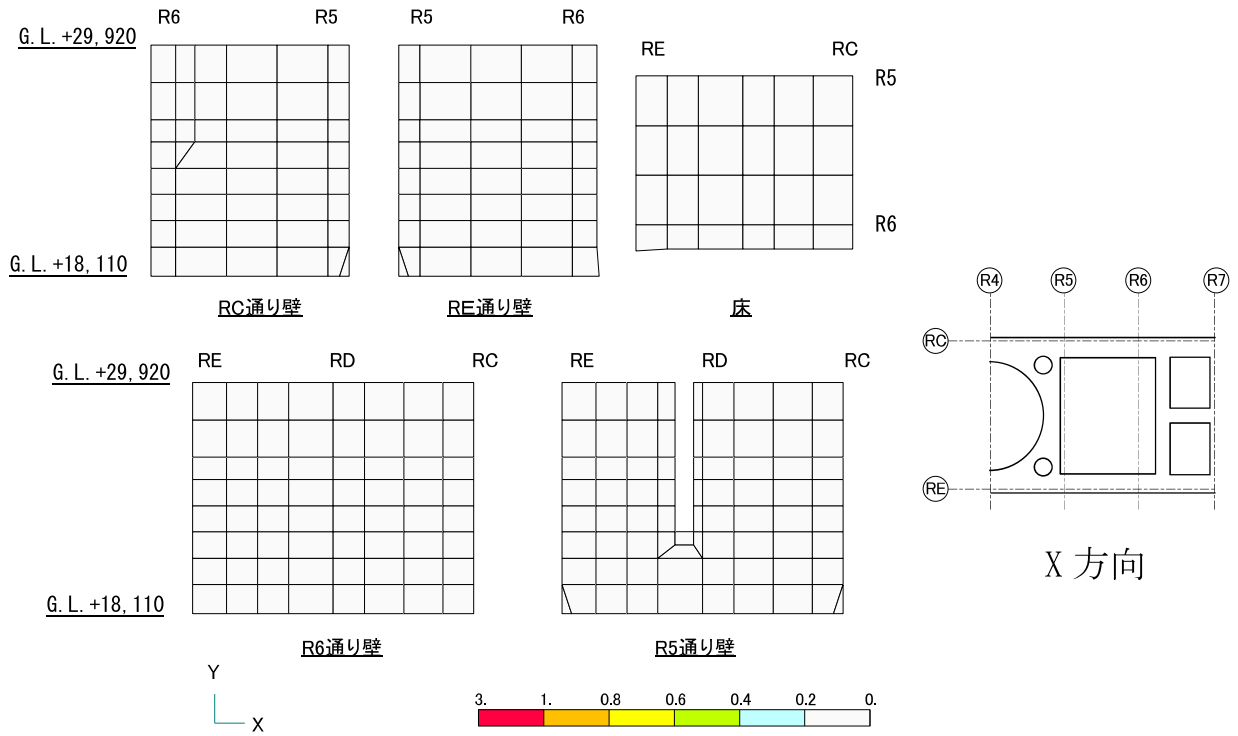 R6 R5 R5 R6
G.L.+29,920
RE RC
R5
R6
G.L.+18,110
RC通り壁 RE通り壁 床
R4 R5 R6 R7
RC
RE
X 方向
RE RD RC RE RD RC
G.L.+29,920
G.L.+18,110
R6通り壁 R5通り壁
Y
X
3. 1. 0.8 0.6 0.4 0.2 0.